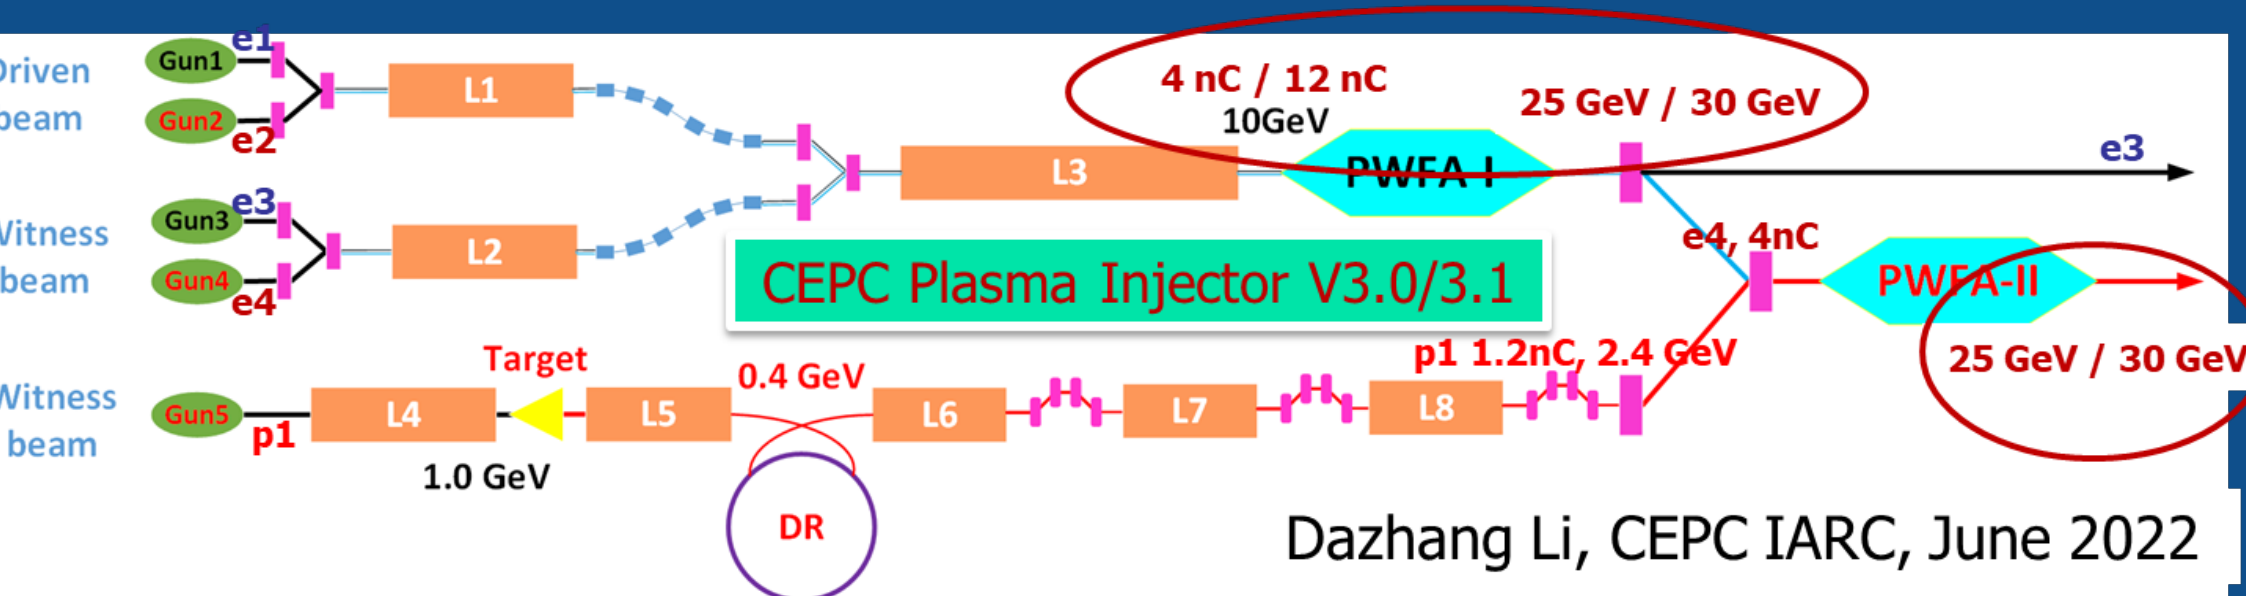 Driven
beam
Gun1
e1
Gun2
e2
L1
Witness
beam
Gun3
e3
Gun4
e4
L2
L3
4 nC / 12 nC
10GeV
25 GeV / 30 GeV
PWFA-I
e3
e4, 4nC
PWFA-II
25 GeV / 30 GeV
CEPC Plasma Injector V3.0/3.1
Witness
beam
Gun5
p1
L4
1.0 GeV
Target
L5
0.4 GeV
DR
L6
L7
L8
p1 1.2nC, 2.4 GeV
Dazhang Li, CEPC IARC, June 2022